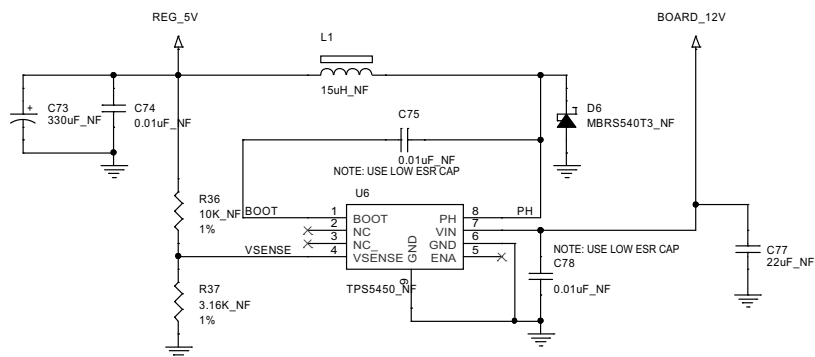 REG_5V
BOARD_12V
L1
15uH_NF
C73
330uF_NF
C74
0.01uF_NF
C75
0.01uF_NF
NOTE: USE LOW ESR CAP
D6
MBRS540T3_NF
U6
R36
10K_NF
1%
BOOT
1
2
3
4
BOOT
NC
NC_
VSENSE
GND
PH
VIN
GND
ENA
8
7
6
5
PH
VSENSE
9
TPS5450_NF
NOTE: USE LOW ESR CAP
C78
0.01uF_NF
C77
22uF_NF
R37
3.16K_NF
1%